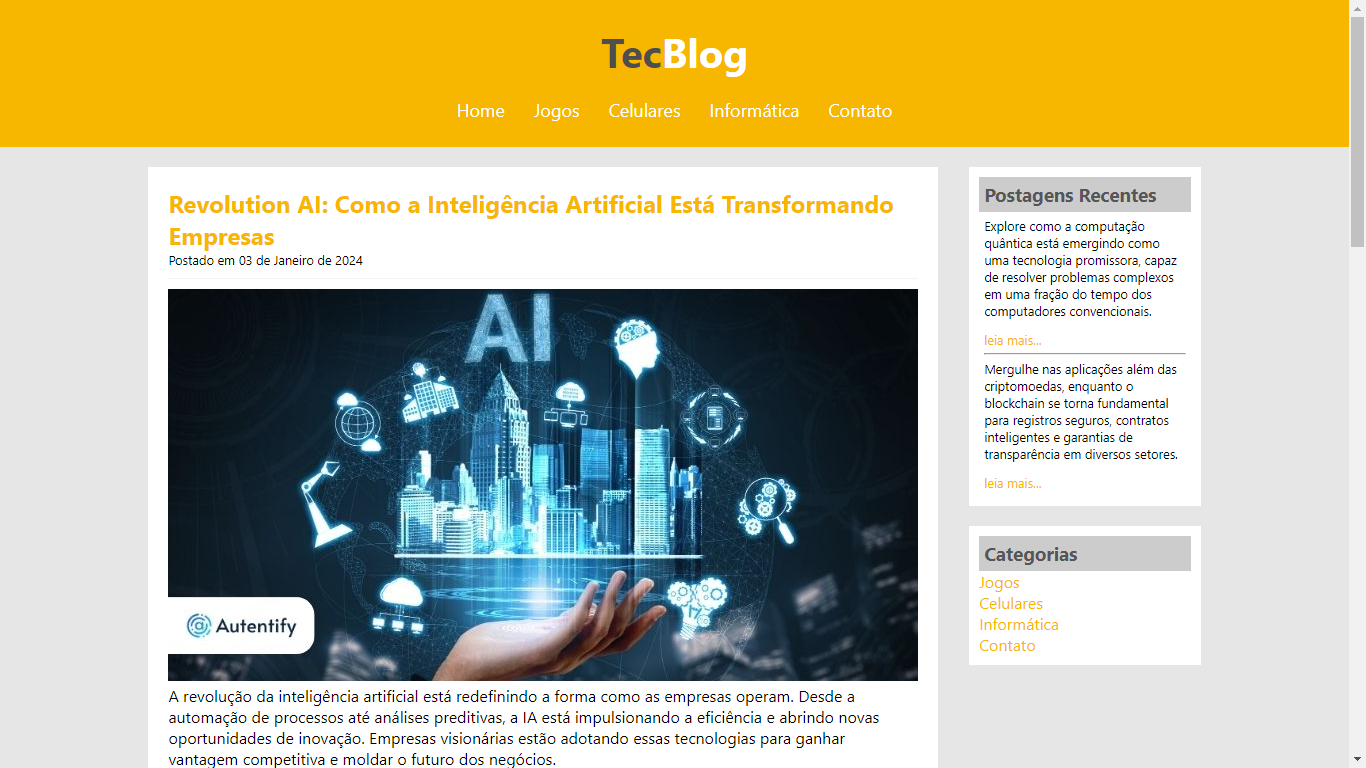 TecBlog
Home Jogos Celulares Informática Contato
Revolution AI: Como a Inteligência Artificial Está Transformando
Empresas
Postado em 03 de Janeiro de 2024
AI
Autentify
A revolução da inteligência artificial está redefinindo a forma como as empresas operam. Desde a
automação de processos até análises preditivas, a IA está impulsionando a eficiência e abrindo novas
oportunidades de inovação. Empresas visionárias estão adotando essas tecnologias para ganhar
vantagem competitiva e moldar o futuro dos negócios.
Postagens Recentes
Explore como a computação
quântica está emergindo como
uma tecnologia promissora, capaz
de resolver problemas complexos
em uma fração do tempo dos
computadores convencionais.
leia mais...
Mergulhe nas aplicações além das
criptomoedas, enquanto o
blockchain se torna fundamental
para registros seguros, contratos
inteligentes e garantias de
transparência em diversos setores.
leia mais...
Categorias
Jogos
Celulares
Informática
Contato